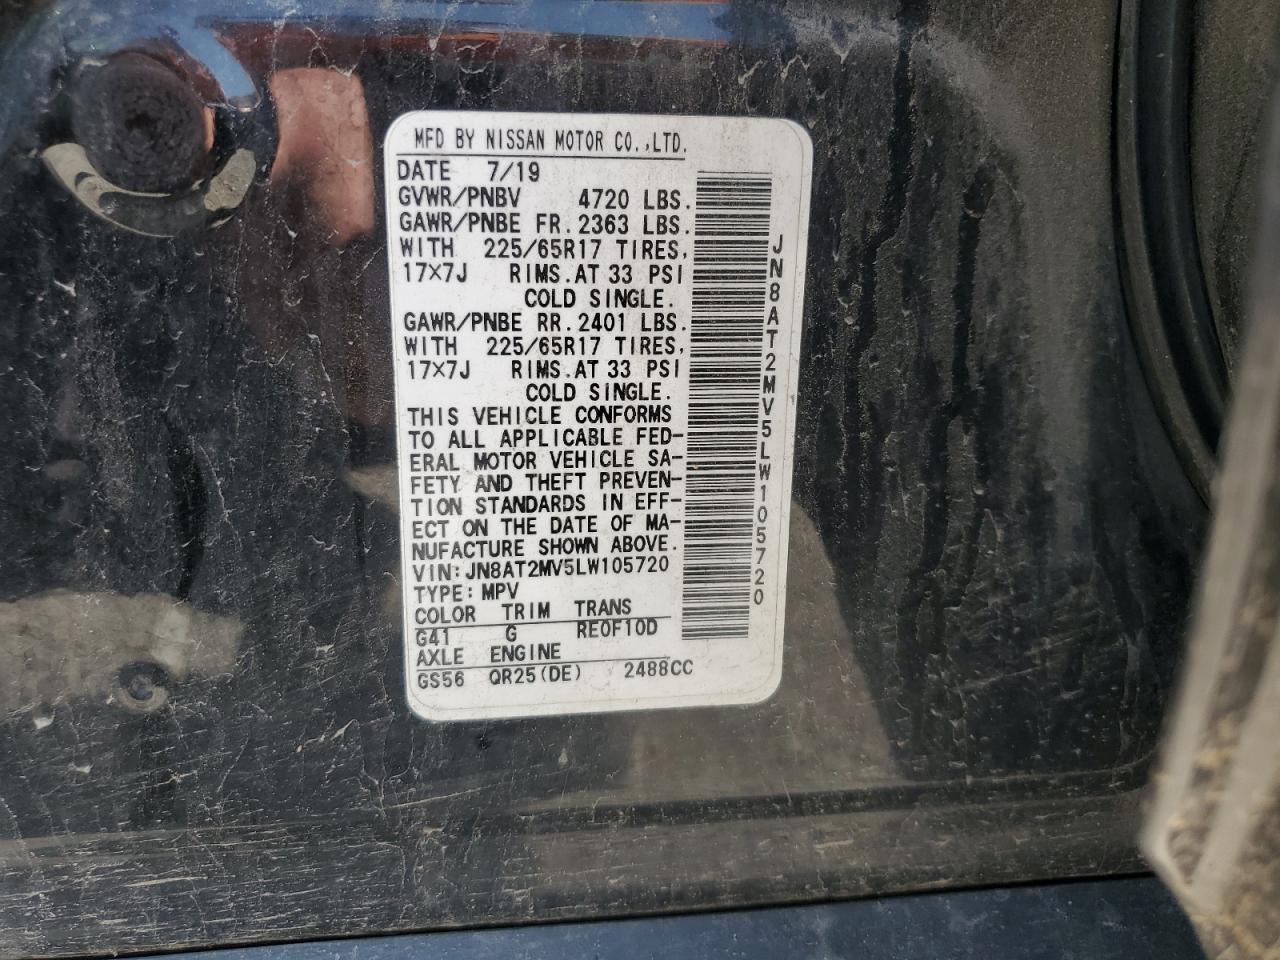 MFD BY NISSAN MOTOR CO.,LTD.
DATE 7/19
GVWR/PNBV 4720 LBS.
GAWR/PNBE FR.2363 LBS.
WITH 225/65R17 TIRES,
17×7J RIMS.AT 33 PSI
COLD SINGLE.
GAWR/PNBE RR.2401 LBS.
WITH 225/65R17 TIRES,
17×7J RIMS.AT 33 PSI
COLD SINGLE.
THIS VEHICLE CONFORMS
TO ALL APPLICABLE FED-
ERAL MOTOR VEHICLE SA-
FETY AND THEFT PREVEN-
TION STANDARDS IN EFF-
ECT ON THE DATE OF MA-
NUFACTURE SHOWN ABOVE.
VIN:JN8AT2MV5LW105720
TYPE:MPV
COLOR TRIM TRANS
G41 G RE0F10D
AXLE ENGINE
GS56 QR25(DE) 2488CC
JN8AT2MV5LW105720